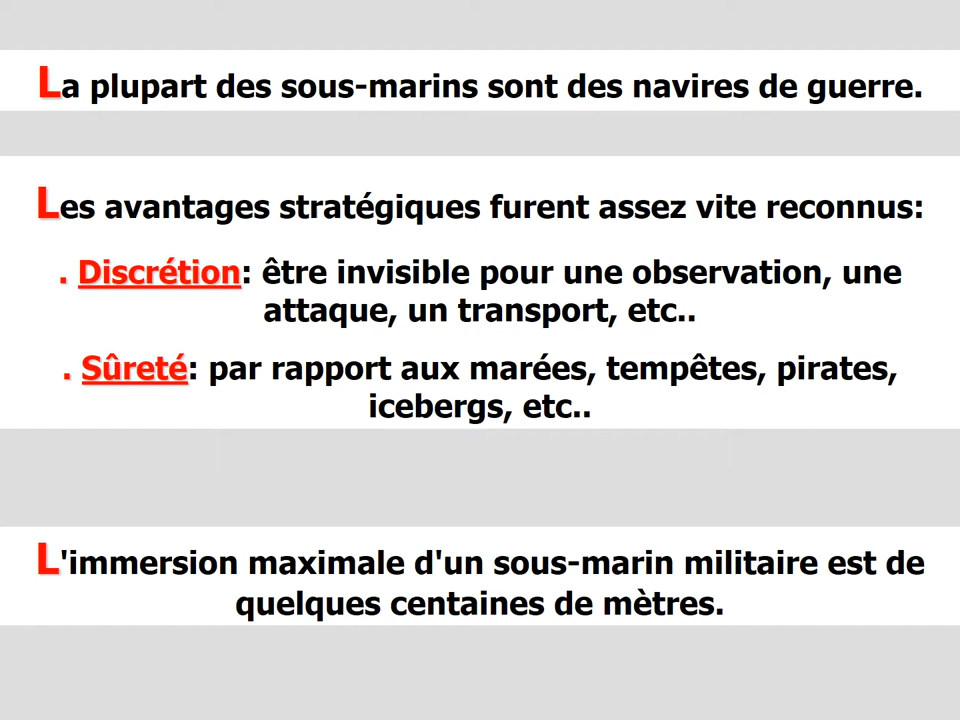 La plupart des sous-marins sont des navires de guerre.
Les avantages stratégiques furent assez vite reconnus:
. Discrétion: être invisible pour une observation, une
attaque, un transport, etc..
. Sûreté: par rapport aux marées, tempêtes, pirates,
icebergs, etc..
L'immersion maximale d'un sous-marin militaire est de
quelques centaines de mètres.